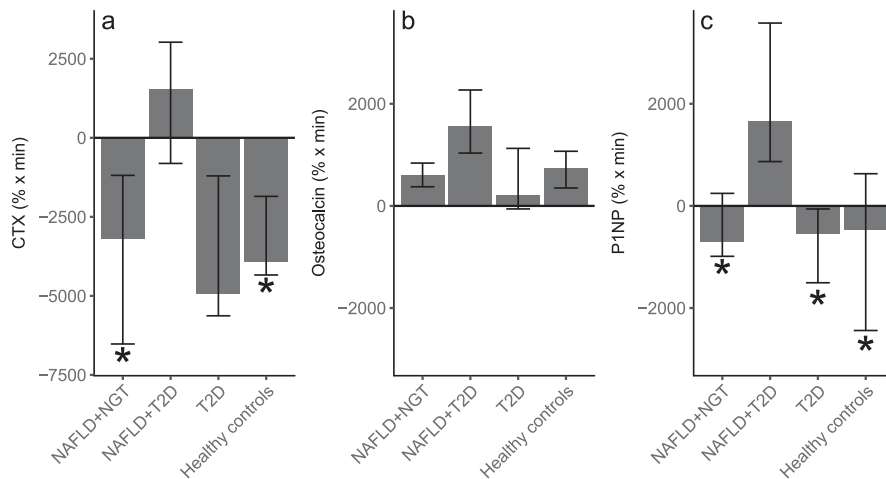 a
CTX (% x min)
2500
0
−2500
−5000
−7500
*
*
NAFLD+NGT
NAFLD+T2D
T2D
Healthy controls
b
Osteocalcin (% x min)
2000
0
−2000
NAFLD+NGT
NAFLD+T2D
T2D
Healthy controls
c
P1NP (% x min)
2000
0
−2000
*
*
*
NAFLD+NGT
NAFLD+T2D
T2D
Healthy controls